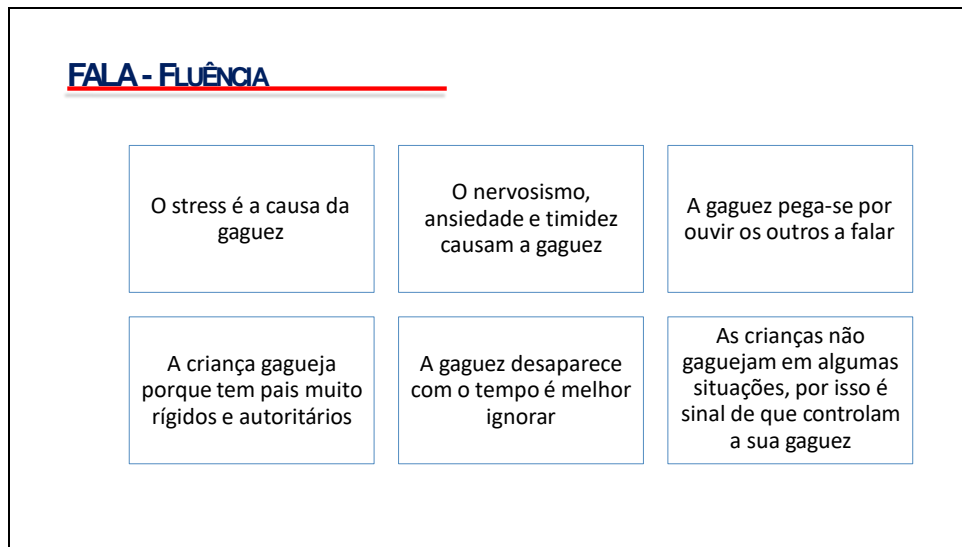 FALA - FLUÊNCIA
O stress é a causa da
gaguez
O nervosismo,
ansiedade e timidez
causam a gaguez
A gaguez pega-se por
ouvir os outros a falar
A criança gagueja
porque tem pais muito
rígidos e autoritários
A gaguez desaparece
com o tempo é melhor
ignorar
As crianças não
gaguejam em algumas
situações, por isso é
sinal de que controlam
a sua gaguez